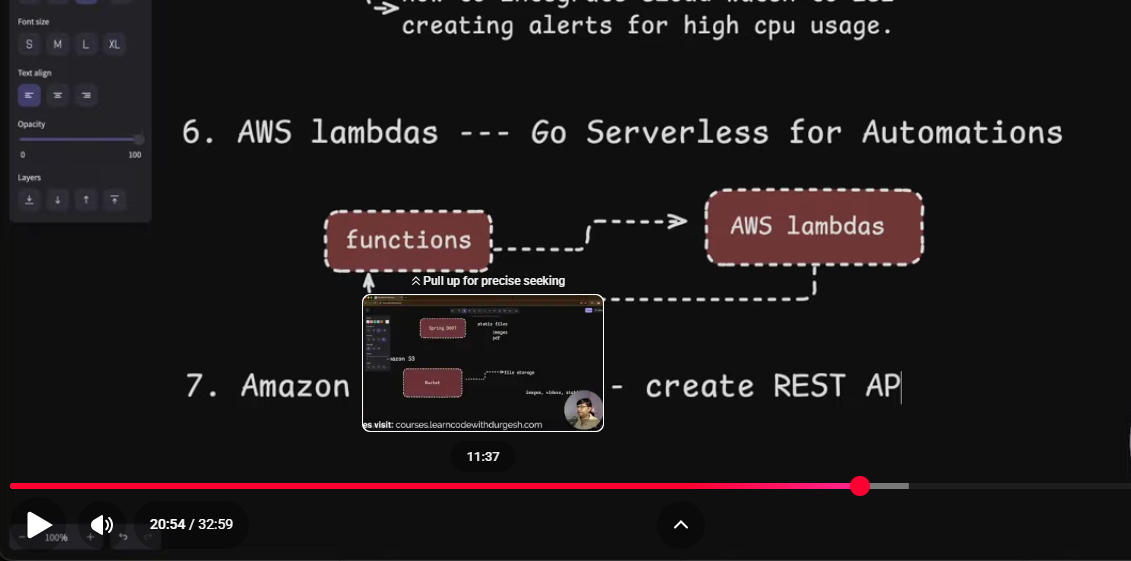 Font size
S M L XL
Text align
Opacity
0 100
Layers
creating alerts for high cpu usage.
6. AWS lambdas --- Go Serverless for Automations
functions
AWS lambdas
Pull up for precise seeking
Spring BOOT
static files
images
pdf
azon S3
Bucket
file storage
es visit: courses.learncodewithdurgesh.com
7. Amazon - create REST AP
11:37
20:54 / 32:59
100%